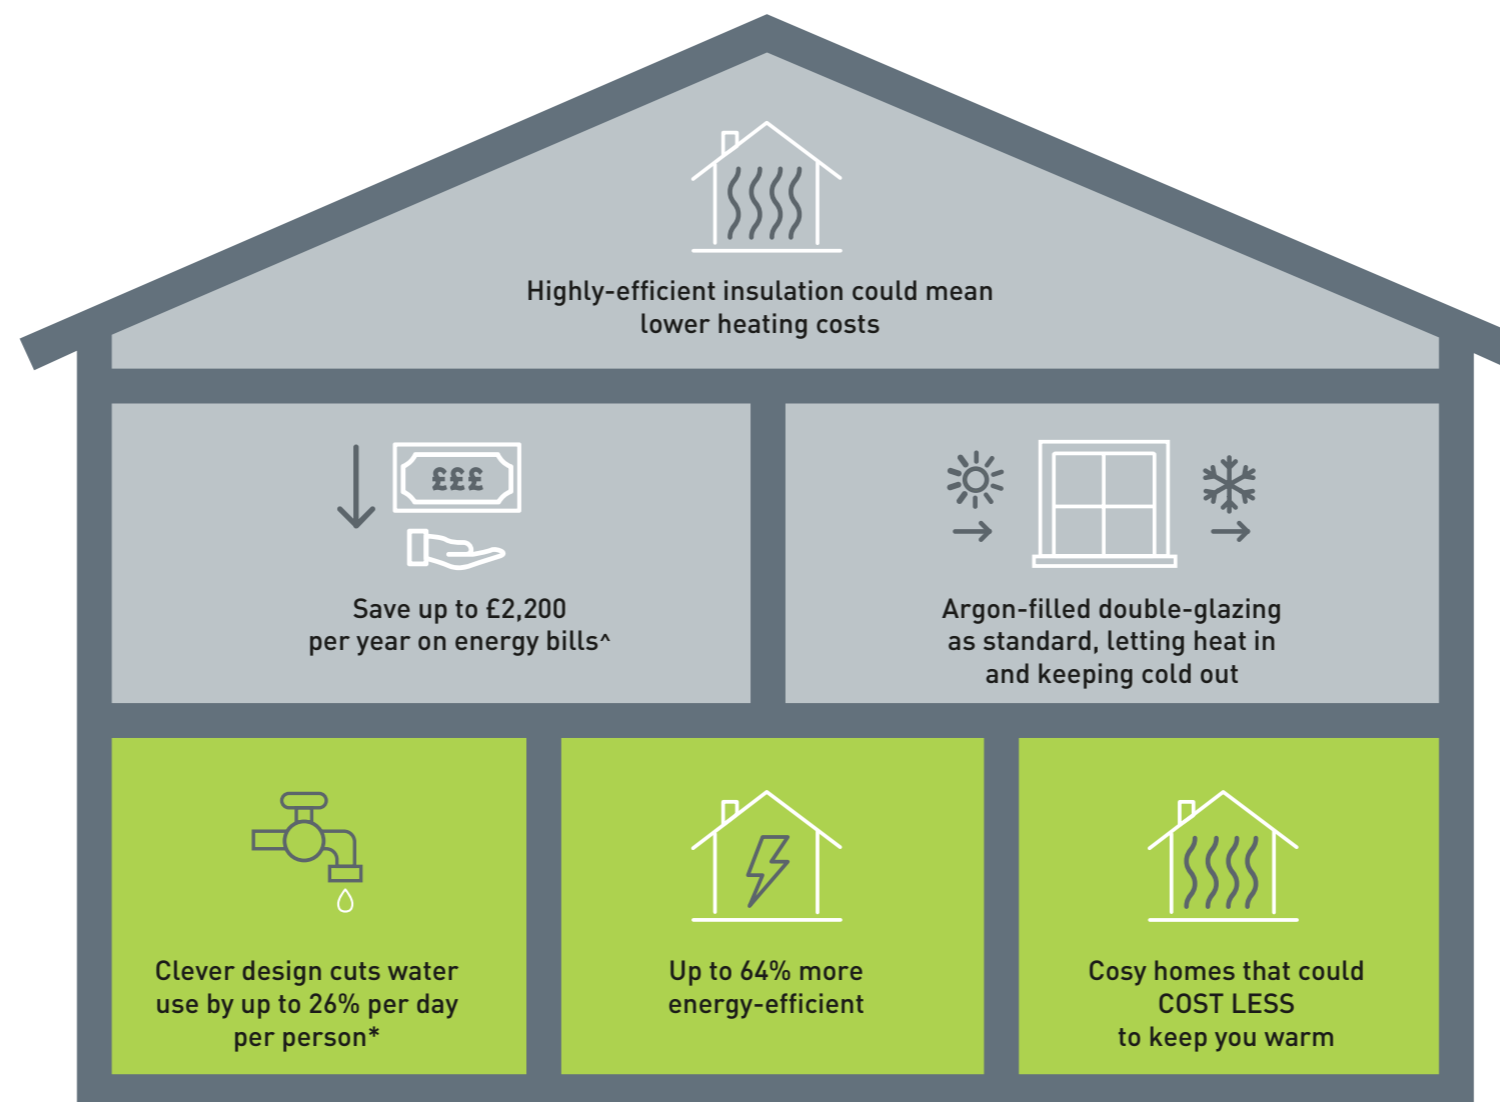 Highly-efficient insulation could mean
lower heating costs
£££
Save up to £2,200
per year on energy bills^
Argon-filled double-glazing
as standard, letting heat in
and keeping cold out
Clever design cuts water
use by up to 26% per day
per person*
Up to 64% more
energy-efficient
Cosy homes that could
COST LESS
to keep you warm